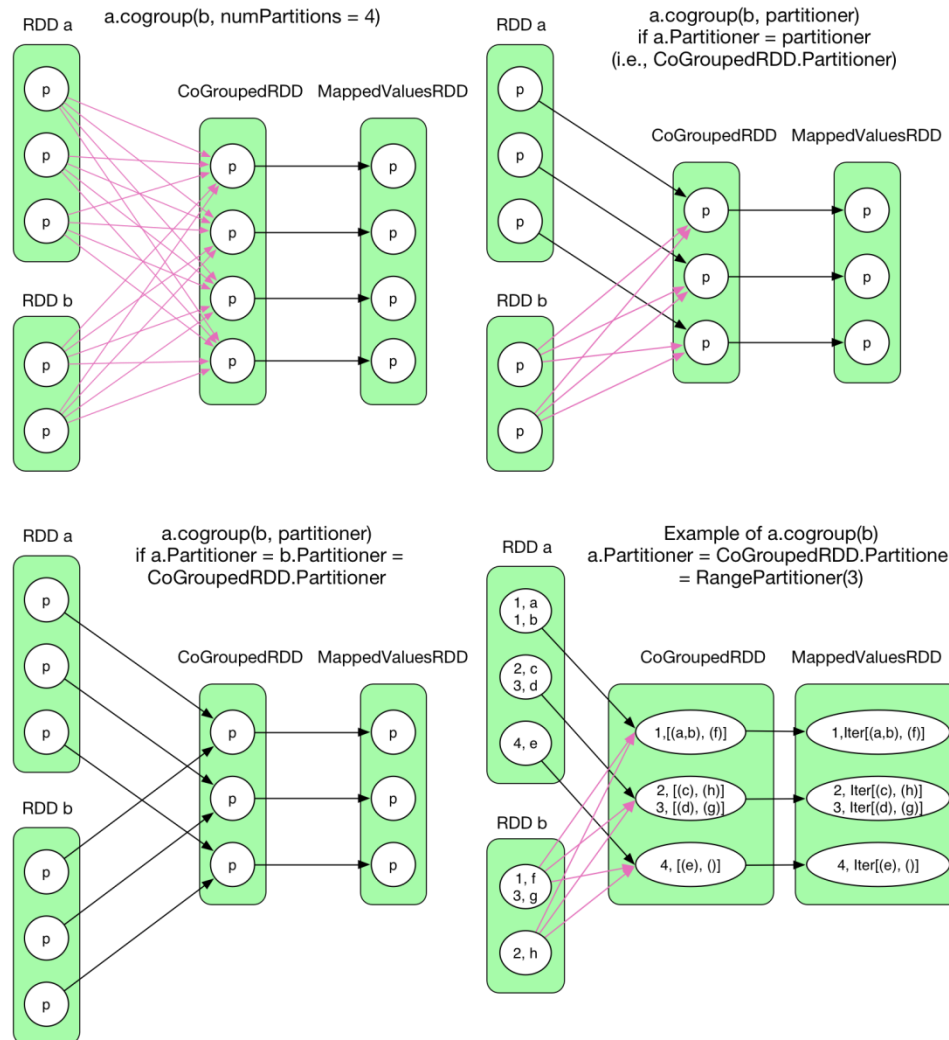 a.cogroup(b, numPartitions = 4)
RDD a
CoGroupedRDD
MappedValuesRDD
p
p
p
p
p
p
p
p
p
p
p
RDD b
p
p
a.cogroup(b, partitioner)
if a.Partitioner = partitioner
(i.e., CoGroupedRDD.Partitioner)
RDD a
CoGroupedRDD
MappedValuesRDD
p
p
p
p
p
p
p
p
p
RDD b
p
p
a.cogroup(b, partitioner)
if a.Partitioner = b.Partitioner =
CoGroupedRDD.Partitioner
RDD a
CoGroupedRDD
MappedValuesRDD
p
p
p
p
p
p
p
p
p
RDD b
p
p
p
Example of a.cogroup(b)
a.Partitioner = CoGroupedRDD.Partitione
= RangePartitioner(3)
RDD a
CoGroupedRDD
MappedValuesRDD
1, a
1, b
2, c
3, d
4, e
1,[(a,b), (f)]
1,Iter[(a,b), (f)]
2, [(c), (h)]
3, [(d), (g)]
2, Iter[(c), (h)]
3, Iter[(d), (g)]
4, [(e), ()]
4, Iter[(e), ()]
RDD b
1, f
3, g
2, h